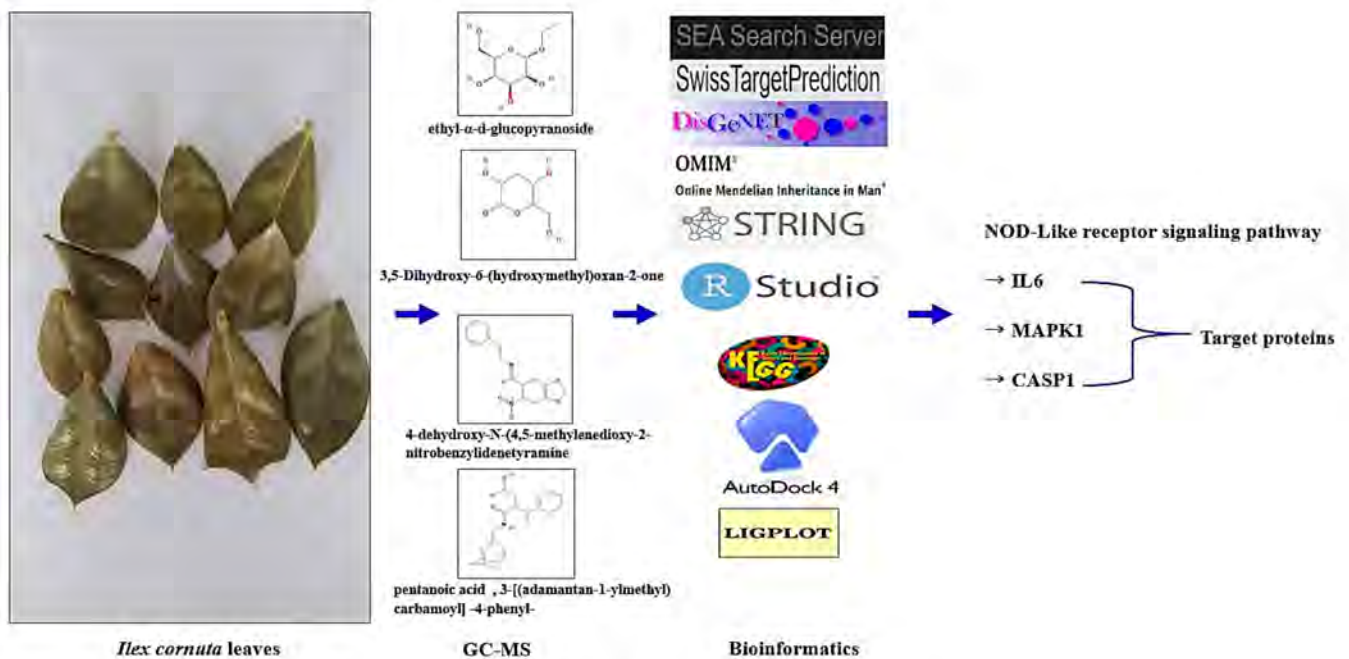 ethyl-α-d-glucopyranoside
3,5-Dihydroxy-6-(hydroxymethyl)oxan-2-one
4-dehydroxy-N-(4,5-methylenedioxy-2-
nitrobenzylidenetyramine
pentanoic acid , 3-[(adamantan-1-ylmethyl)
carbamoyl] -4-phenyl-
SEA Search Server
SwissTargetPrediction
DisGeNET
OMIM®
Online Mendelian Inheritance in Man®
STRING
R Studio
KEGG
AutoDock 4
LIGPLOT
NOD-Like receptor signaling pathway
→ IL6
→ MAPK1
→ CASP1
Target proteins
Ilex cornuta leaves
GC-MS
Bioinformatics